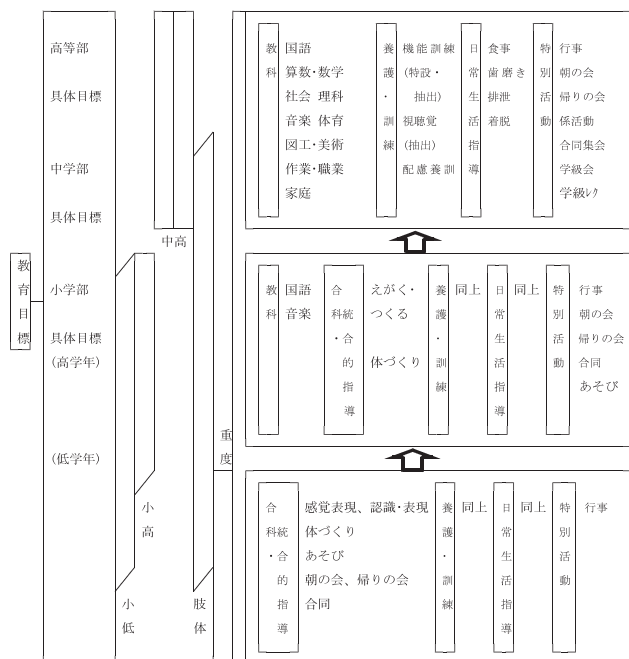 教育目標
高等部
具体目標
中学部
具体目標
小学部
具体目標
(高学年)
(低学年)
中高
小高
小低
肢体
重度
教科
国語
算数・数学
社会 理科
音楽 体育
図工・美術
作業・職業
家庭
養護・訓練
機能訓練
(特設・
抽出)
視聴覚
(抽出)
配慮養訓
日常生活指導
食事
歯磨き
排泄
着脱
特別活動
行事
朝の会
帰りの会
係活動
合同集会
学級会
学級ﾚｸ
教科
国語
音楽
合科・統合的指導
えがく・
つくる
体づくり
養護・訓練
同上
日常生活指導
同上
特別活動
行事
朝の会
帰りの会
合同
あそび
合科・統合的指導
感覚表現、認識・表現
体づくり
あそび
朝の会、帰りの会
合同
養護・訓練
同上
日常生活指導
同上
特別活動
行事